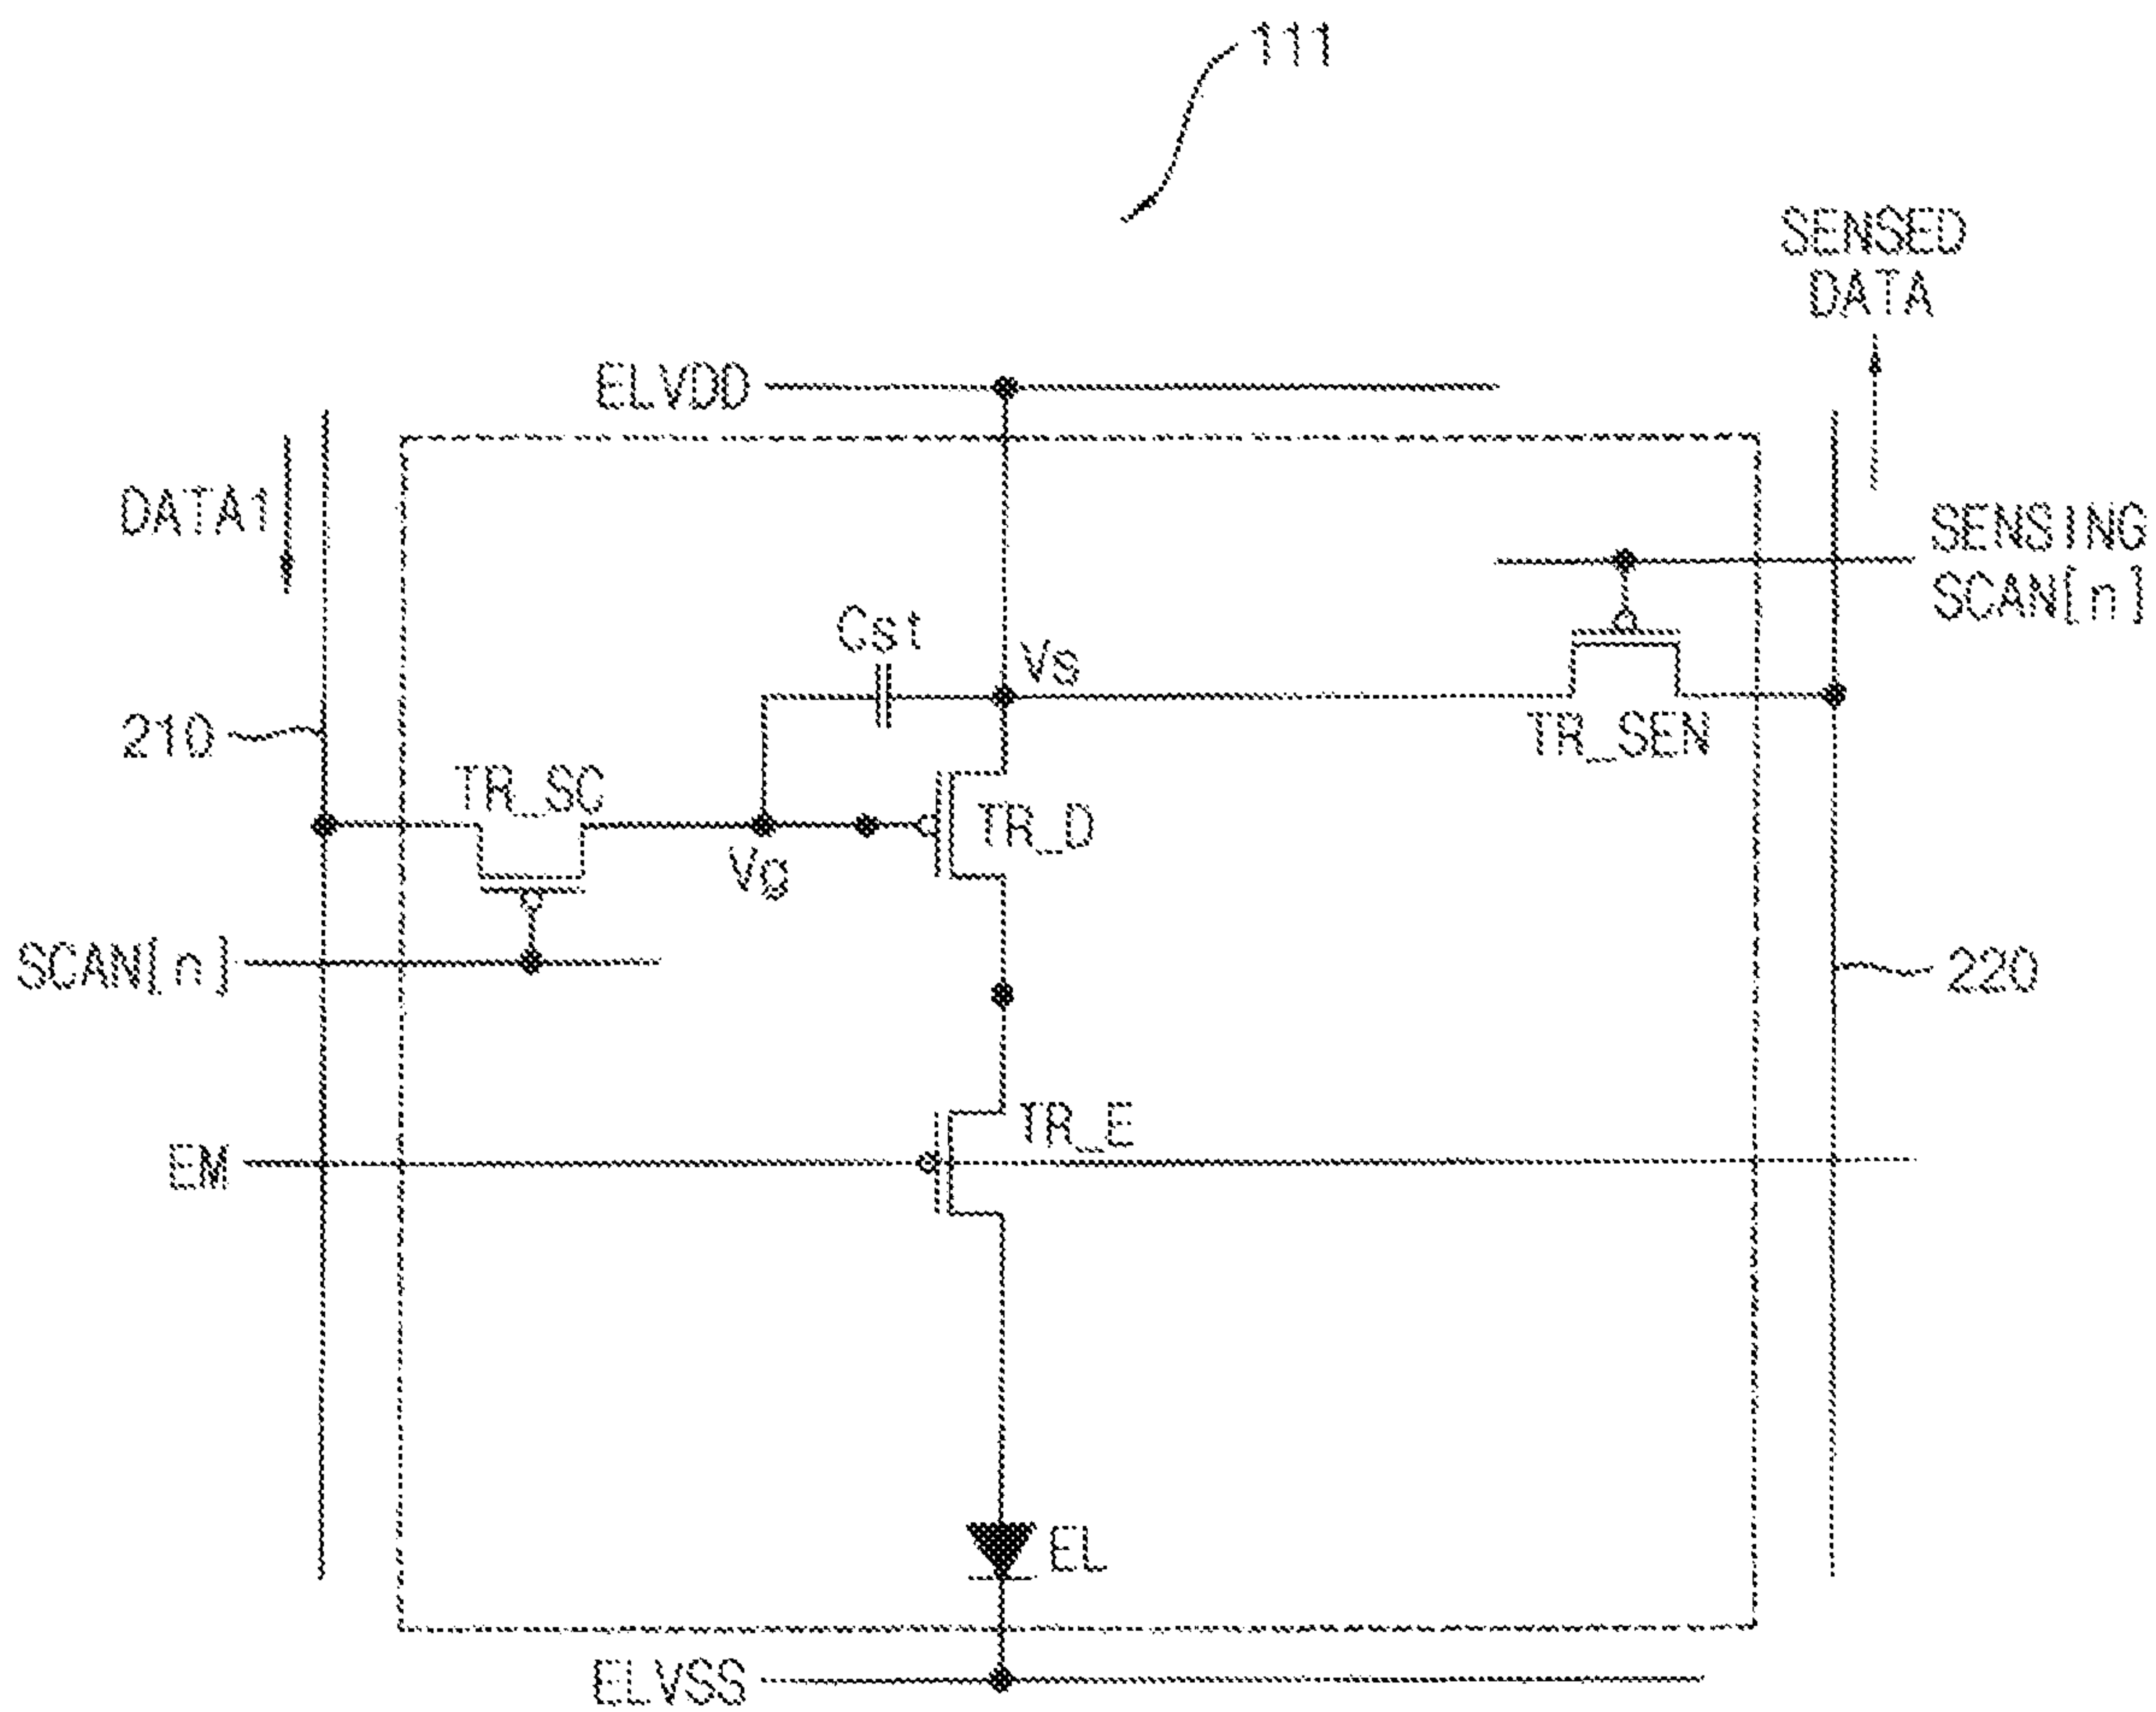 111
SENSED
DATA
ELVDD
DATA1
SENSING
SCAN[n]
Cst
Vs
210
TR_SEN
TR_SC
TR_D
Vg
SCAN[n]
220
TR_E
EM
EL
ELVSS